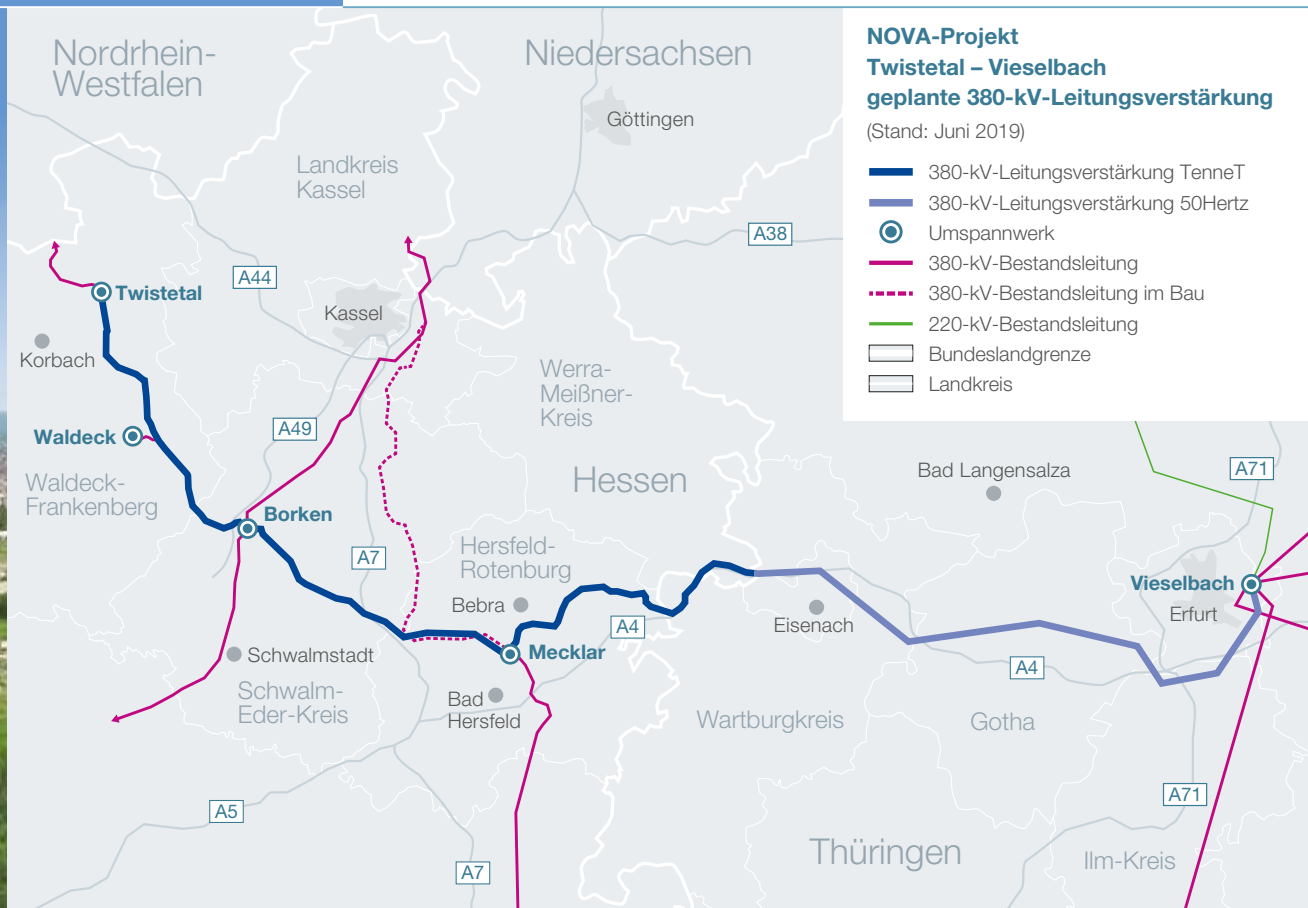 NOVA-Projekt
Twistetal – Vieselbach
geplante 380-kV-Leitungsverstärkung
(Stand: Juni 2019)
380-kV-Leitungsverstärkung TenneT
380-kV-Leitungsverstärkung 50Hertz
Umspannwerk
380-kV-Bestandsleitung
380-kV-Bestandsleitung im Bau
220-kV-Bestandsleitung
Bundeslandgrenze
Landkreis
Nordrhein-
Westfalen
Niedersachsen
Göttingen
Landkreis
Kassel
A38
A44
Twistetal
Kassel
Korbach
Werra-
Meißner-
Kreis
A49
Waldeck
Waldeck-
Frankenberg
Hessen
Bad Langensalza
A71
Borken
A7
Hersfeld-
Rotenburg
Bebra
A4
Eisenach
Vieselbach
Erfurt
Schwalmstadt
Mecklar
A4
Schwalm-
Eder-Kreis
Bad
Hersfeld
Wartburgkreis
Gotha
A5
A71
A7
Thüringen
Ilm-Kreis